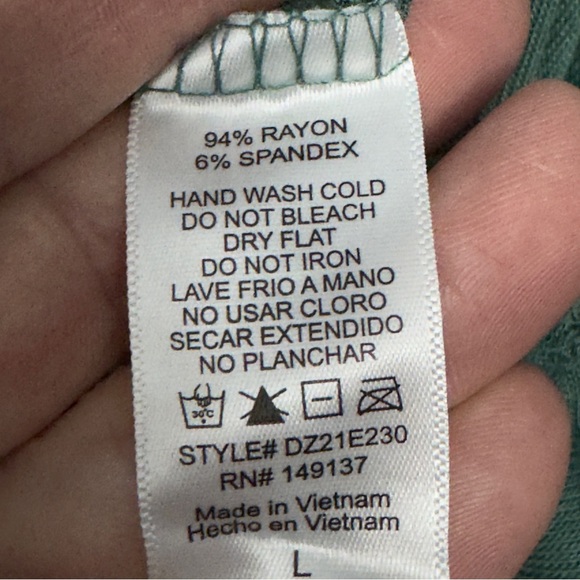 94% RAYON
6% SPANDEX
HAND WASH COLD
DO NOT BLEACH
DRY FLAT
DO NOT IRON
LAVE FRIO A MANO
NO USAR CLORO
SECAR EXTENDIDO
NO PLANCHAR
30°C
STYLE# DZ21E230
RN# 149137
Made in Vietnam
Hecho en Vietnam
L